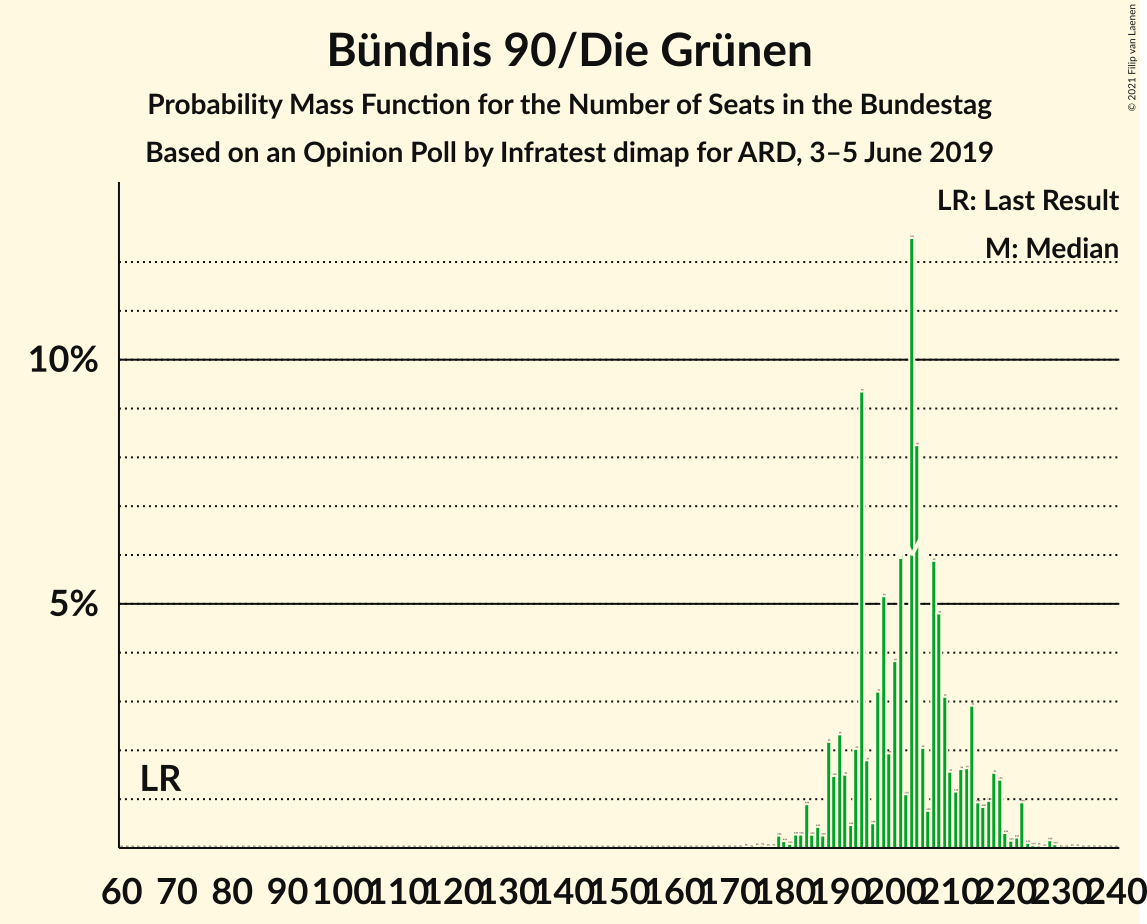 Bündnis 90/Die Grünen
Probability Mass Function for the Number of Seats in the Bundestag
Based on an Opinion Poll by Infratest dimap for ARD, 3–5 June 2019
© 2021 Filip van Laenen
LR: Last Result
M: Median
10%
5%
LR
60 70 80 90 100 110 120 130 140 150 160 170 180 190 200 210 220 230 240